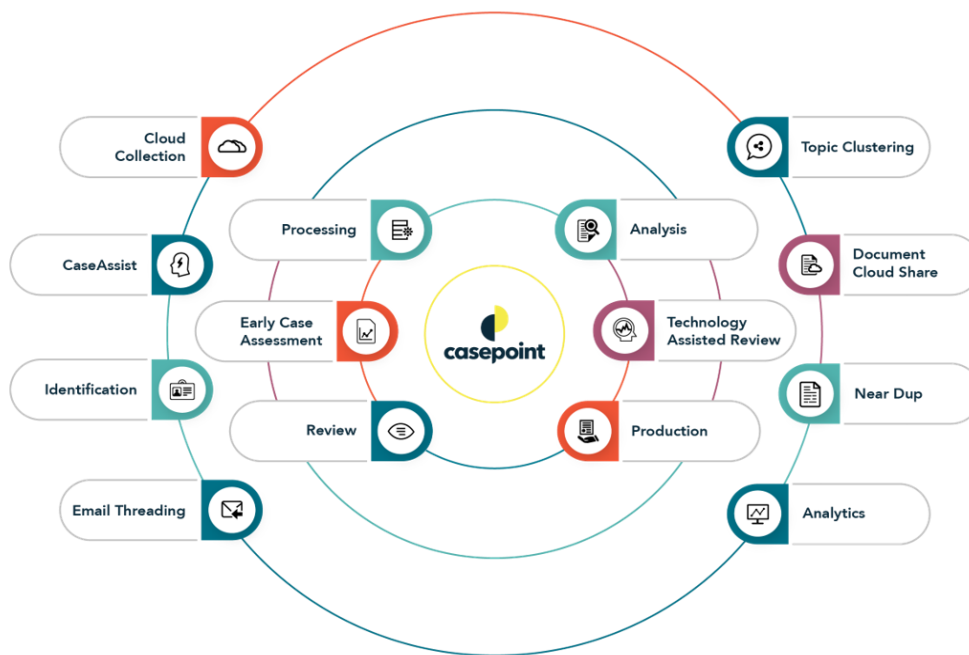 Cloud
Collection
Topic Clustering
Processing
Analysis
CaseAssist
Document
Cloud Share
Early Case
Assessment
casepoint
Technology
Assisted Review
Identification
Near Dup
Review
Production
Email Threading
Analytics